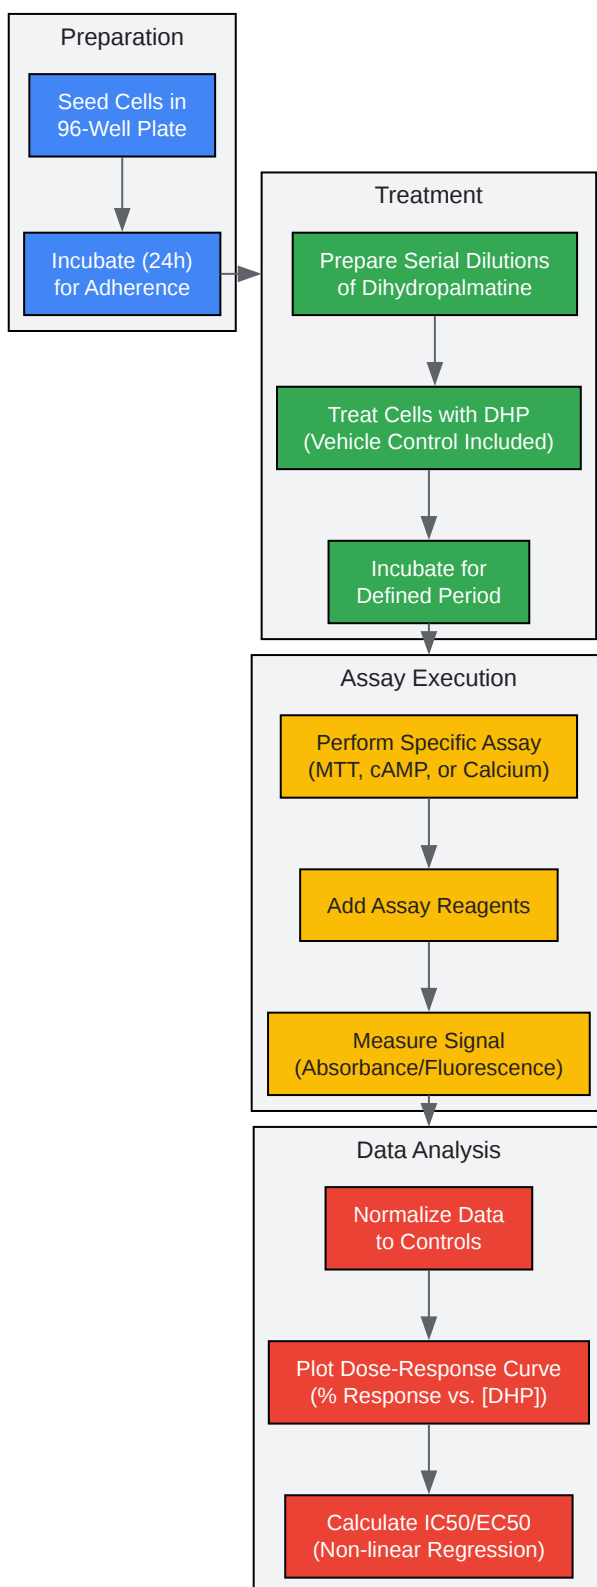 Preparation
Seed Cells in
96-Well Plate
Incubate (24h)
for Adherence
Treatment
Prepare Serial Dilutions
of Dihydropalmatine
Treat Cells with DHP
(Vehicle Control Included)
Incubate for
Defined Period
Assay Execution
Perform Specific Assay
(MTT, cAMP, or Calcium)
Add Assay Reagents
Measure Signal
(Absorbance/Fluorescence)
Data Analysis
Normalize Data
to Controls
Plot Dose-Response Curve
(% Response vs. [DHP])
Calculate IC50/EC50
(Non-linear Regression)